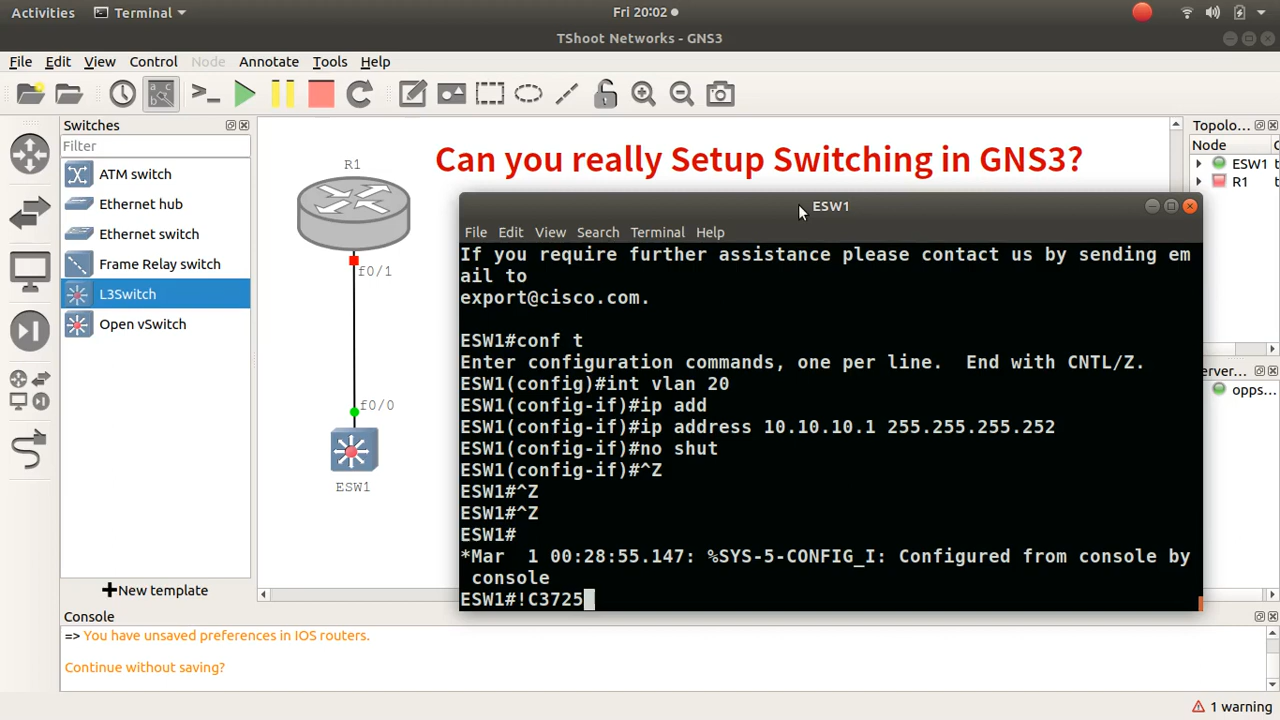 Activities Terminal Fri 20:02
TShoot Networks - GNS3
File Edit View Control Node Annotate Tools Help
Switches
Filter
ATM switch
Ethernet hub
Ethernet switch
Frame Relay switch
L3Switch
Open vSwitch
New template
R1
f0/1
f0/0
ESW1
Can you really Setup Switching in GNS3?
ESW1
File Edit View Search Terminal Help
If you require further assistance please contact us by sending em
ail to
export@cisco.com.
ESW1#conf t
Enter configuration commands, one per line.  End with CNTL/Z.
ESW1(config)#int vlan 20
ESW1(config-if)#ip add
ESW1(config-if)#ip address 10.10.10.1 255.255.255.252
ESW1(config-if)#no shut
ESW1(config-if)#^Z
ESW1#^Z
ESW1#^Z
ESW1#
*Mar  1 00:28:55.147: %SYS-5-CONFIG_I: Configured from console by
console
ESW1#!C3725
Topolo...
Node
ESW1
R1
erver...
opps...
Console
=> You have unsaved preferences in IOS routers.
Continue without saving?
1 warning